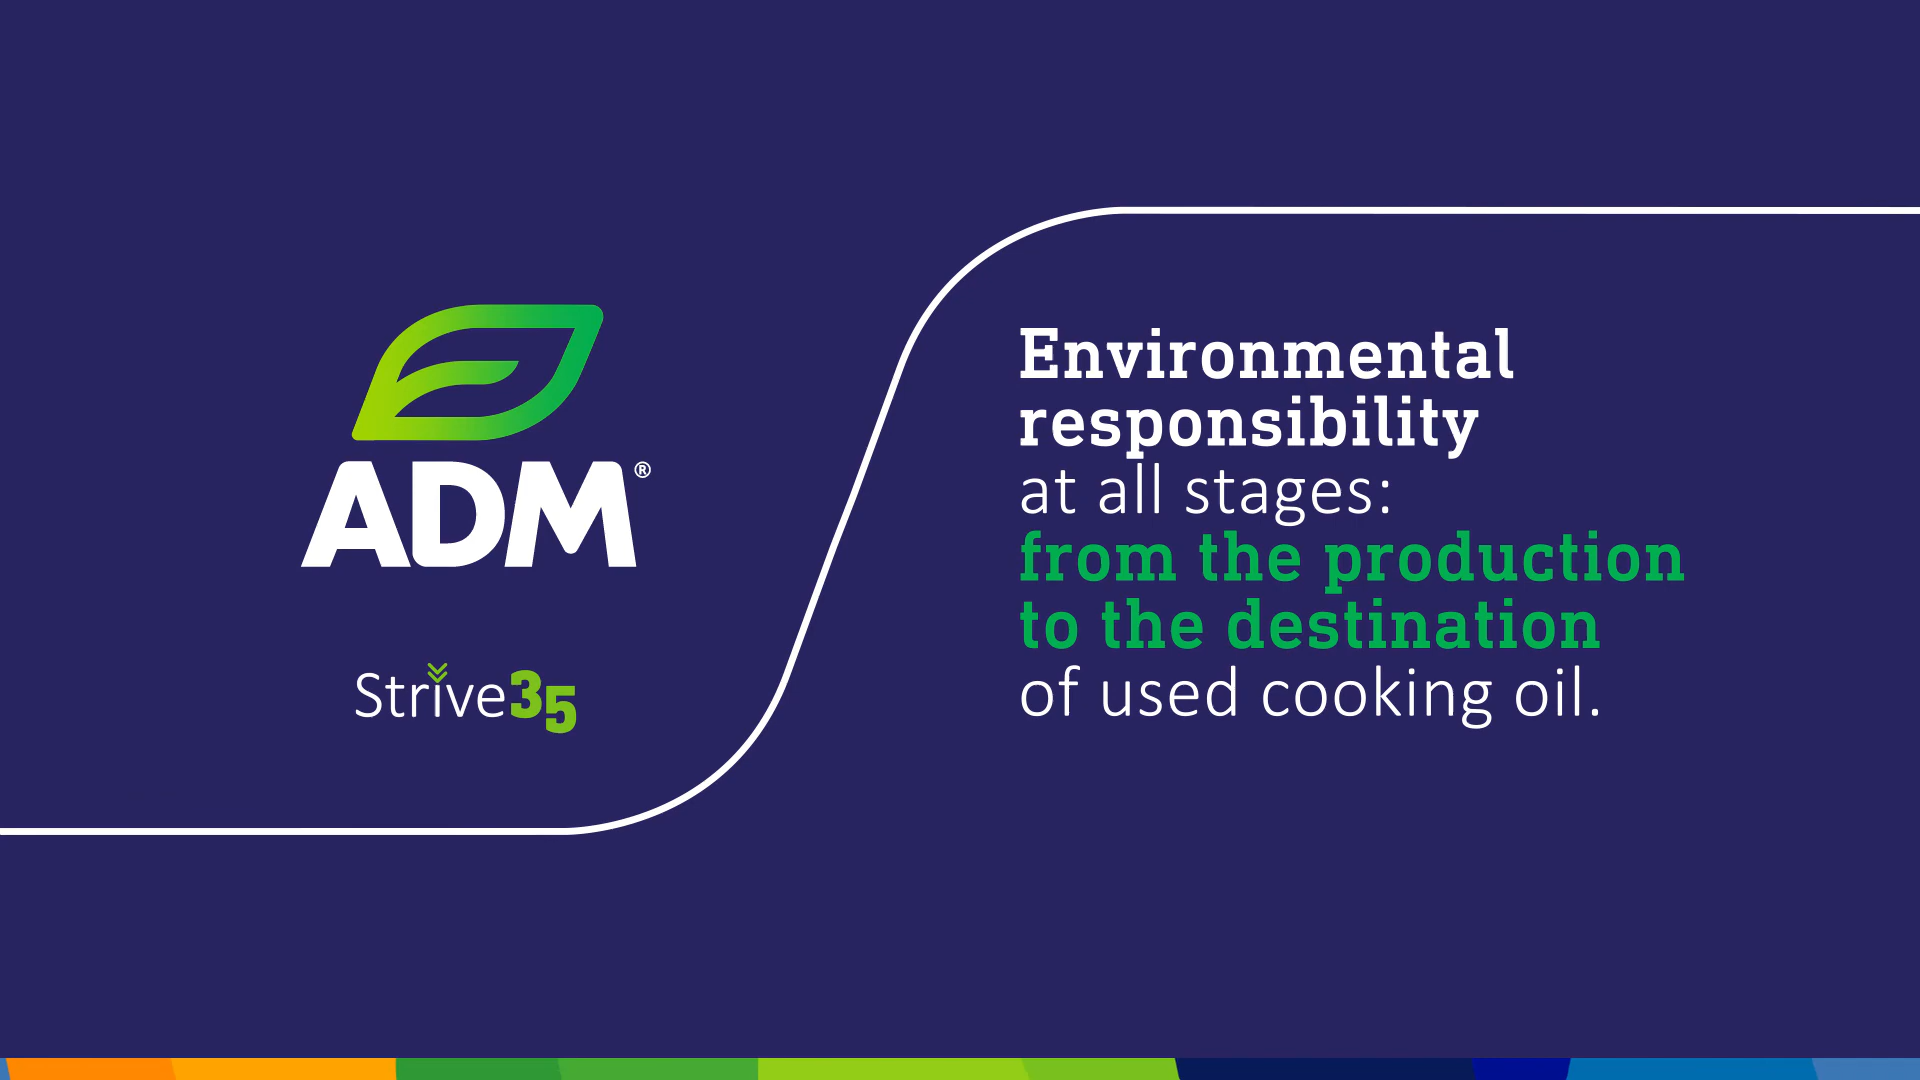 ADM®
Strive35
Environmental
responsibility
at all stages:
from the production
to the destination
of used cooking oil.